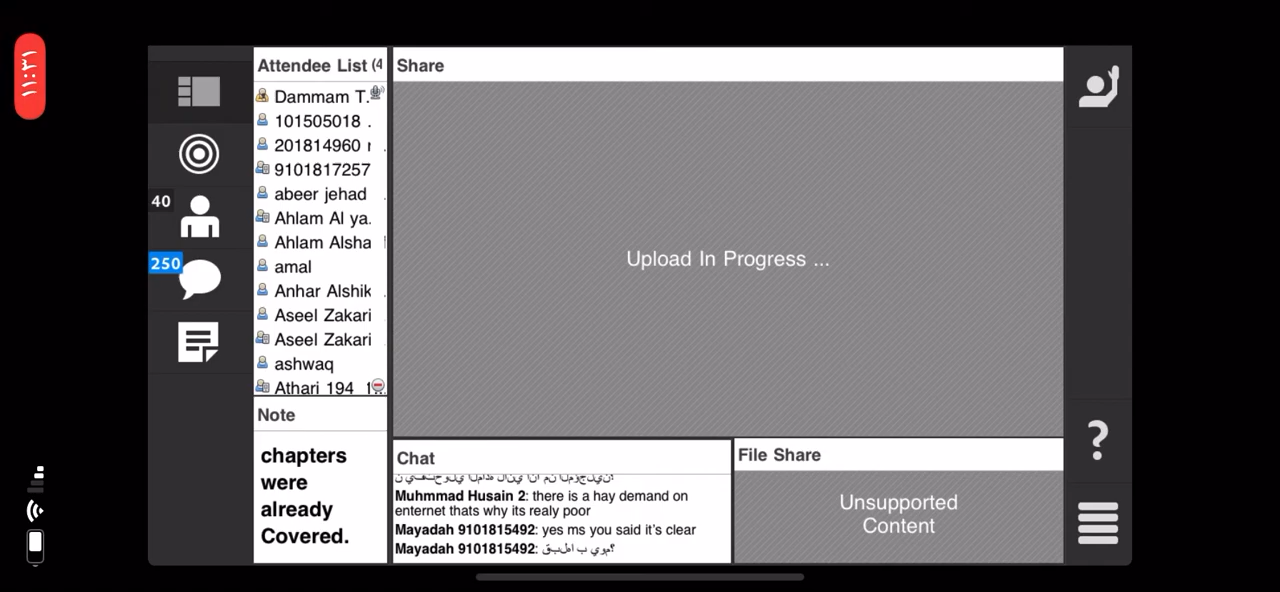 ١١:٣١
Attendee List (4
Dammam T.
101505018 .
201814960
9101817257
abeer jehad
Ahlam Al ya.
Ahlam Alsha
amal
Anhar Alshik
Aseel Zakari
Aseel Zakari
ashwaq
Athari 194
Note
chapters
were
already
Covered.
Share
Upload In Progress ...
Chat
Muhmmad Husain 2: there is a hay demand on
enternet thats why its realy poor
Mayadah 9101815492: yes ms you said it's clear
Mayadah 9101815492: قبلها ب يوم؟
File Share
Unsupported
Content
40
250
?